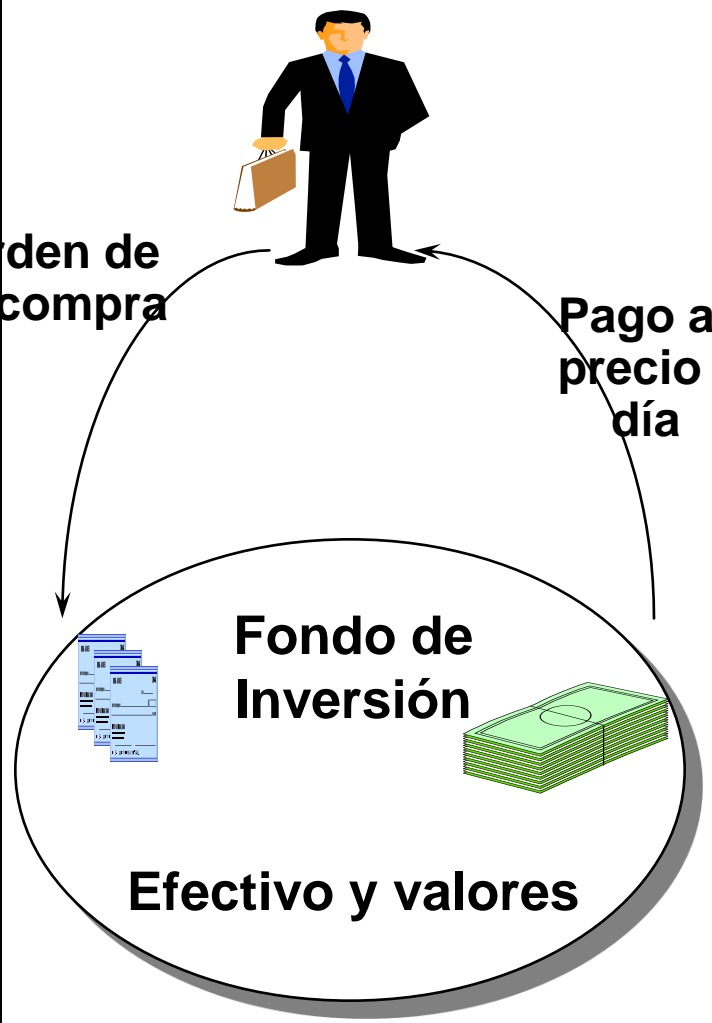 rden de
compra
Pago a
precio
día
Fondo de
Inversión
Efectivo y valores